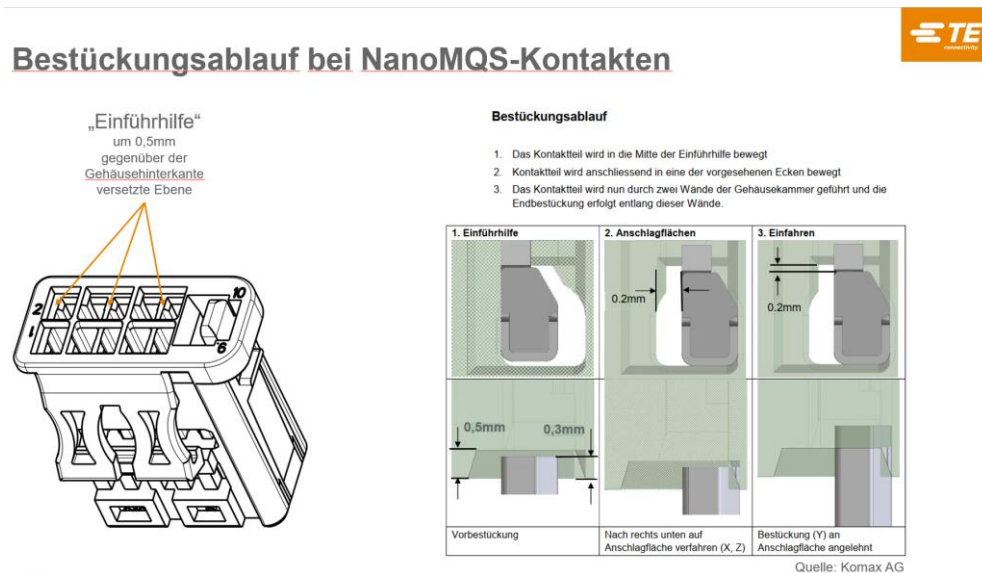 TE
connectivity
Bestückungsablauf bei NanoMQS-Kontakten
„Einführhilfe“
um 0,5mm
gegenüber der
Gehäusehinterkante
versetzte Ebene
2
1
10
6
Bestückungsablauf
1. Das Kontaktteil wird in die Mitte der Einführhilfe bewegt
2. Kontaktteil wird anschliessend in eine der vorgesehenen Ecken bewegt
3. Das Kontaktteil wird nun durch zwei Wände der Gehäusekammer geführt und die
Endbestückung erfolgt entlang dieser Wände.
1. Einführhilfe
2. Anschlagflächen
3. Einfahren
0.2mm
0.2mm
0,5mm
0,3mm
Vorbestückung
Nach rechts unten auf
Anschlagfläche verfahren (X, Z)
Bestückung (Y) an
Anschlagfläche angelehnt
Quelle: Komax AG